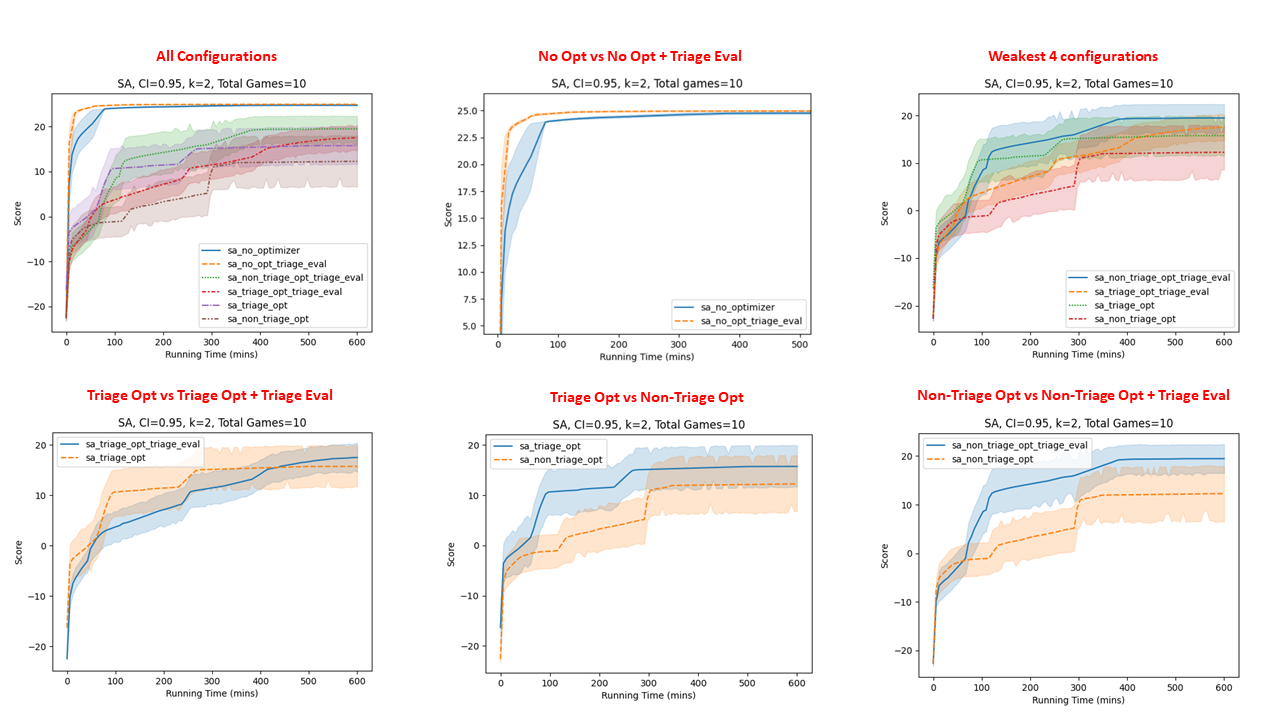 All Configurations
SA, CI=0.95, k=2, Total Games=10
20
10
0
−10
−20
Score
sa_no_optimizer
sa_no_opt_triage_eval
sa_non_triage_opt_triage_eval
sa_triage_opt_triage_eval
sa_triage_opt
sa_non_triage_opt
0 100 200 300 400 500 600
Running Time (mins)
No Opt vs No Opt + Triage Eval
SA, CI=0.95, k=2, Total games=10
25.0
22.5
20.0
17.5
15.0
12.5
10.0
7.5
5.0
Score
sa_no_optimizer
sa_no_opt_triage_eval
0 100 200 300 400 500
Running Time (mins)
Weakest 4 configurations
SA, CI=0.95, k=2, Total Games=10
20
10
0
−10
−20
Score
sa_non_triage_opt_triage_eval
sa_triage_opt_triage_eval
sa_triage_opt
sa_non_triage_opt
0 100 200 300 400 500 600
Running Time (mins)
Triage Opt vs Triage Opt + Triage Eval
SA, CI=0.95, k=2, Total Games=10
sa_triage_opt_triage_eval
sa_triage_opt
20
10
0
−10
−20
Score
0 100 200 300 400 500 600
Running Time (mins)
Triage Opt vs Non-Triage Opt
SA, CI=0.95, k=2, Total Games=10
sa_triage_opt
sa_non_triage_opt
20
10
0
−10
−20
Score
0 100 200 300 400 500 600
Running Time (mins)
Non-Triage Opt vs Non-Triage Opt + Triage Eval
SA, CI=0.95, k=2, Total Games=10
sa_non_triage_opt_triage_eval
sa_non_triage_opt
20
10
0
−10
−20
Score
0 100 200 300 400 500 600
Running Time (mins)